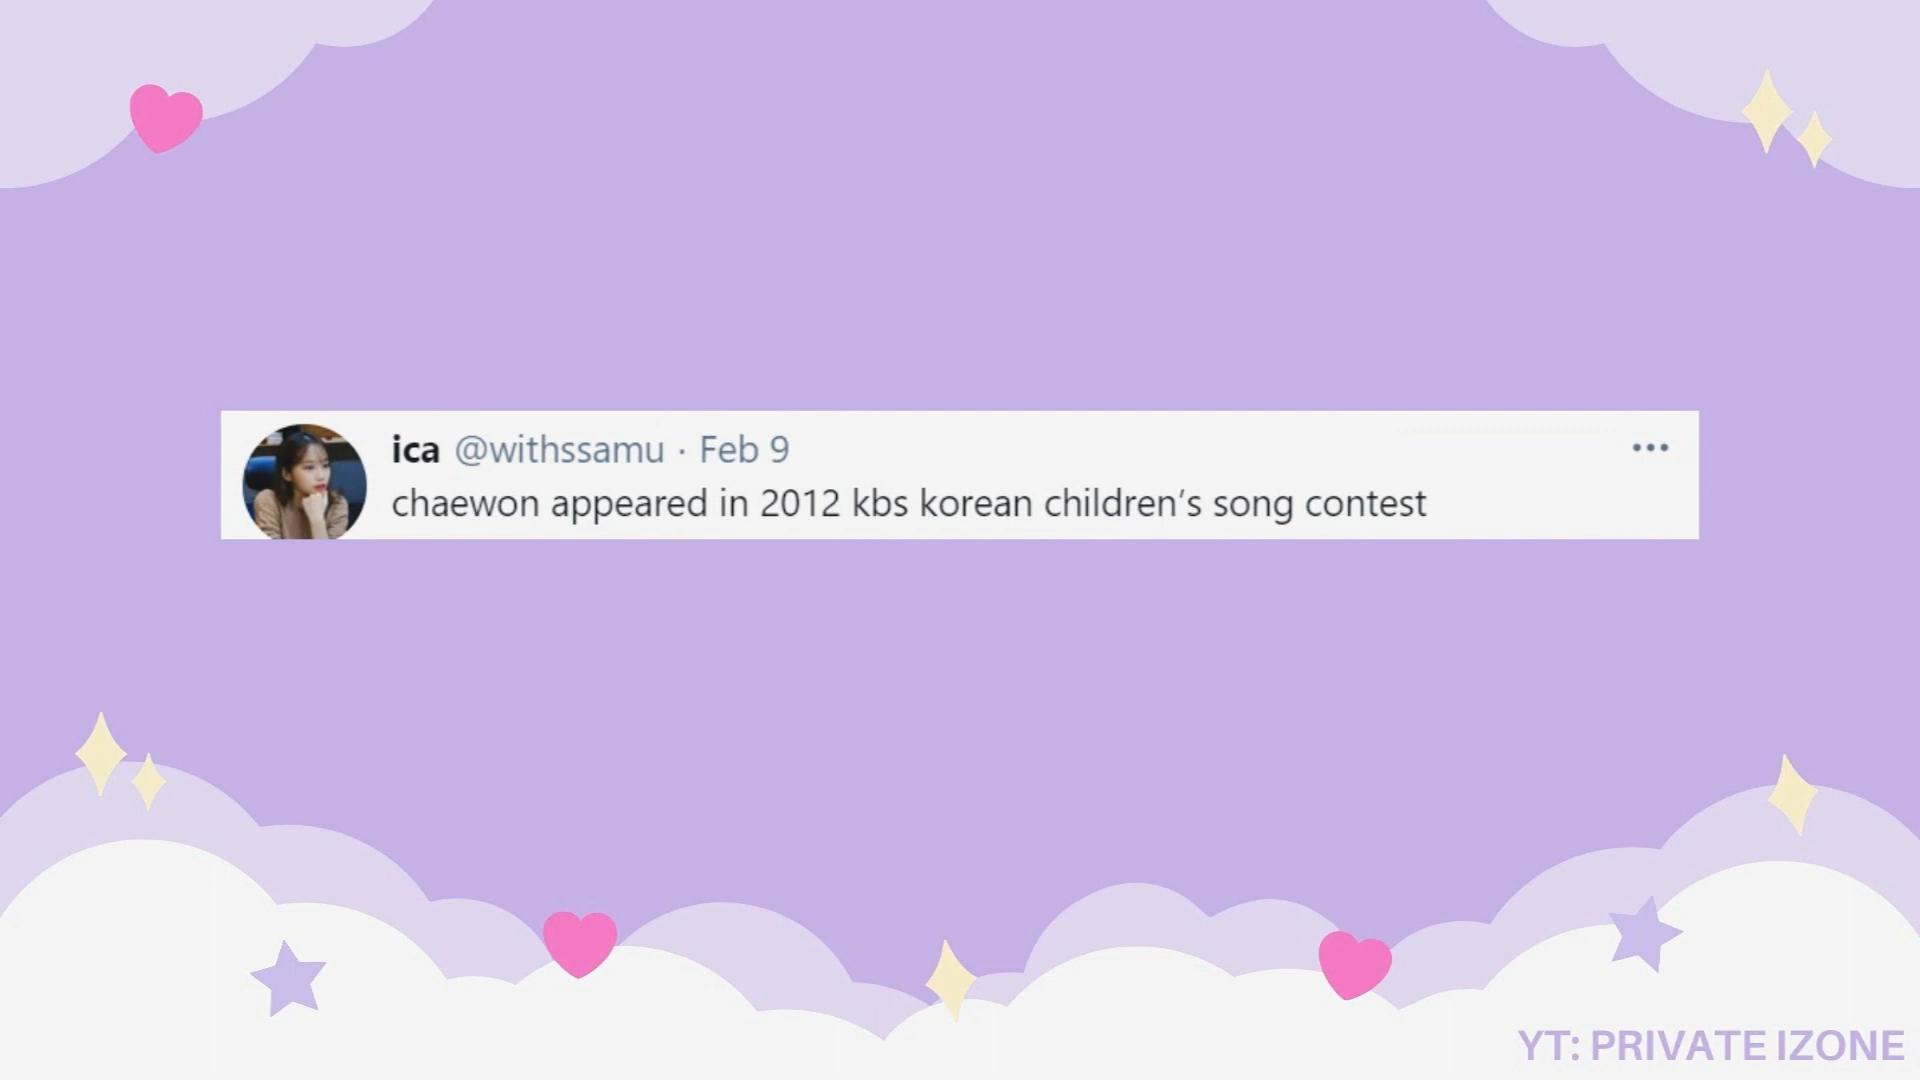 ica @withssamu · Feb 9
chaewon appeared in 2012 kbs korean children’s song contest
YT: PRIVATE IZONE